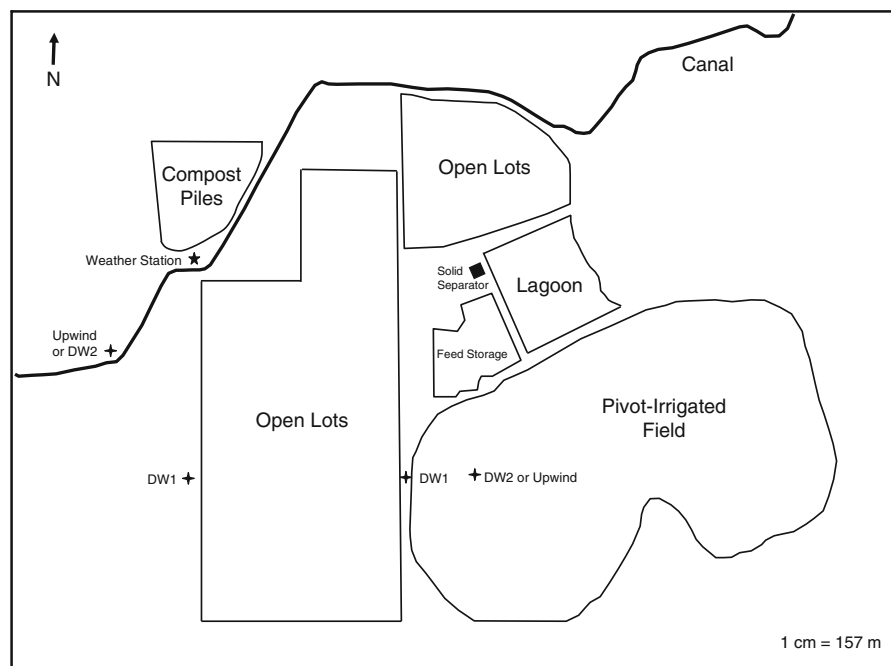 N
Canal
Compost
Piles
Open Lots
Weather Station
Solid
Separator
Lagoon
Upwind
or DW2
Feed Storage
Open Lots
Pivot-Irrigated
Field
DW1
DW1
DW2 or Upwind
1 cm = 157 m